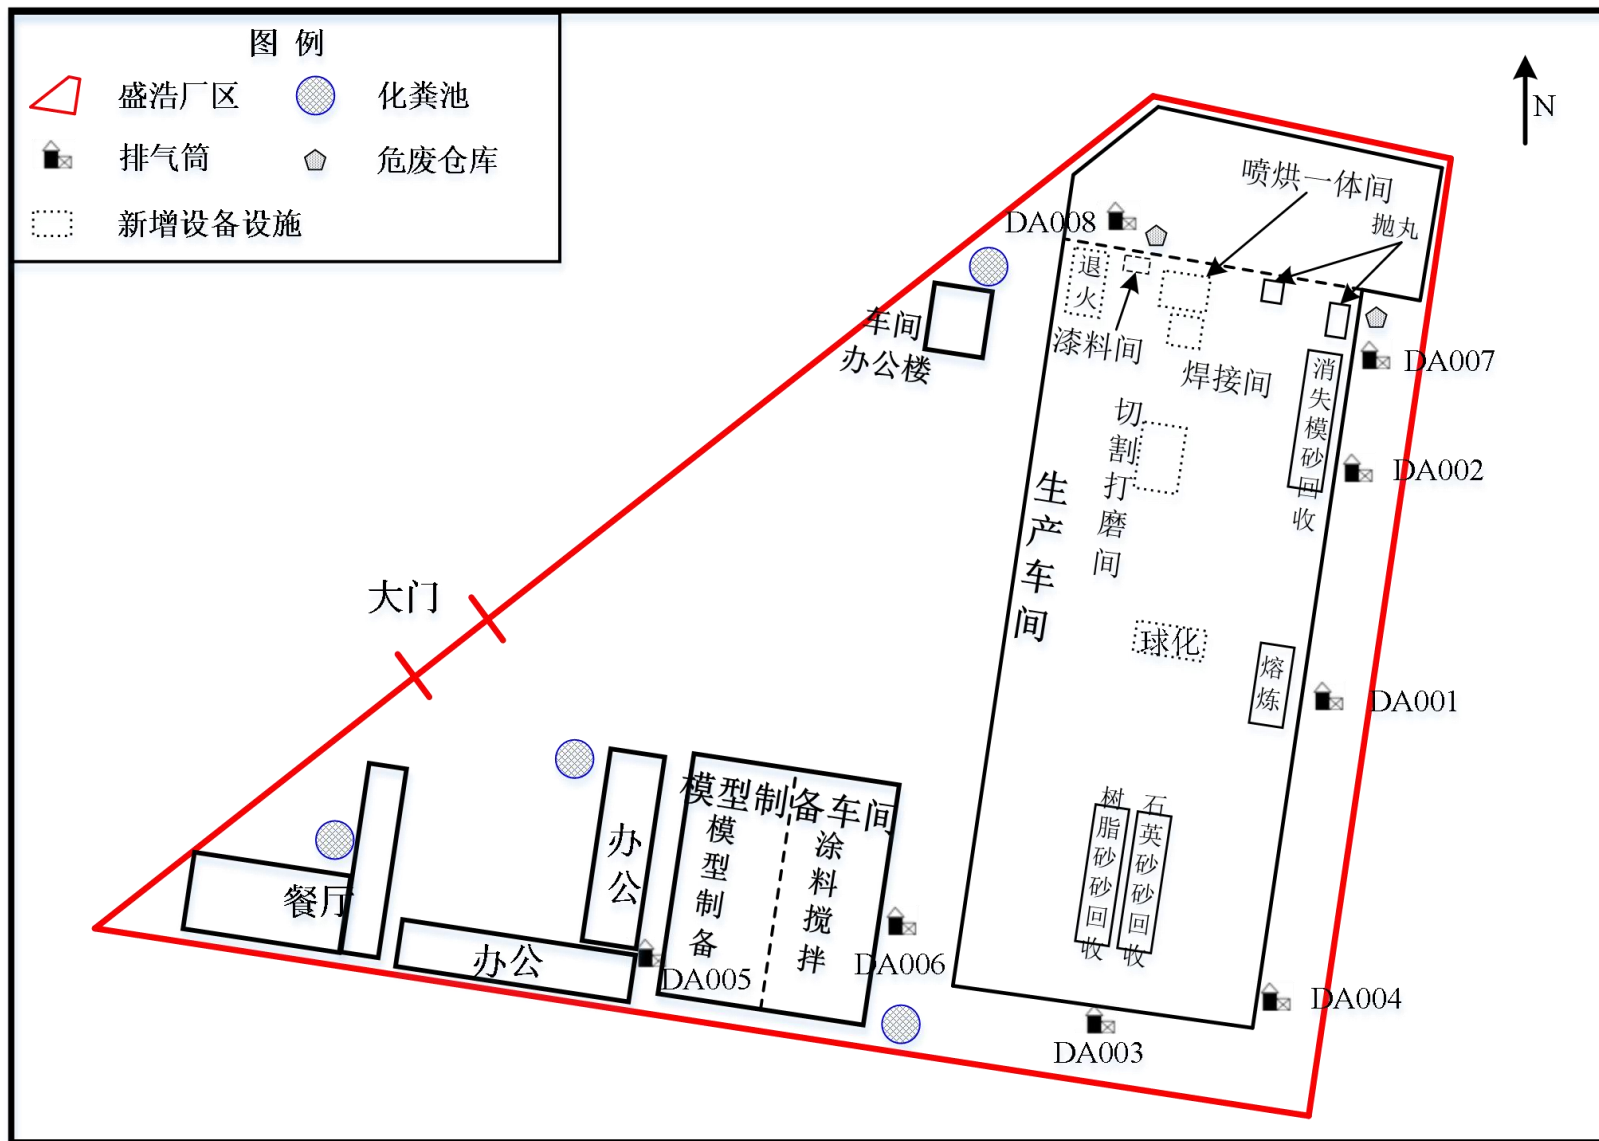 图 例
盛浩厂区
化粪池
排气筒
危废仓库
新增设备设施
N
喷烘一体间
抛丸
DA008
退火
漆料间
焊接间
车间
办公楼
DA007
消失模砂回收
DA002
切割打磨间
生产车间
大门
球化
熔炼
DA001
模型制备车间
模型制备
涂料搅拌
树脂砂砂回收
石英砂砂回收
办公
餐厅
办公
DA005
DA006
DA004
DA003